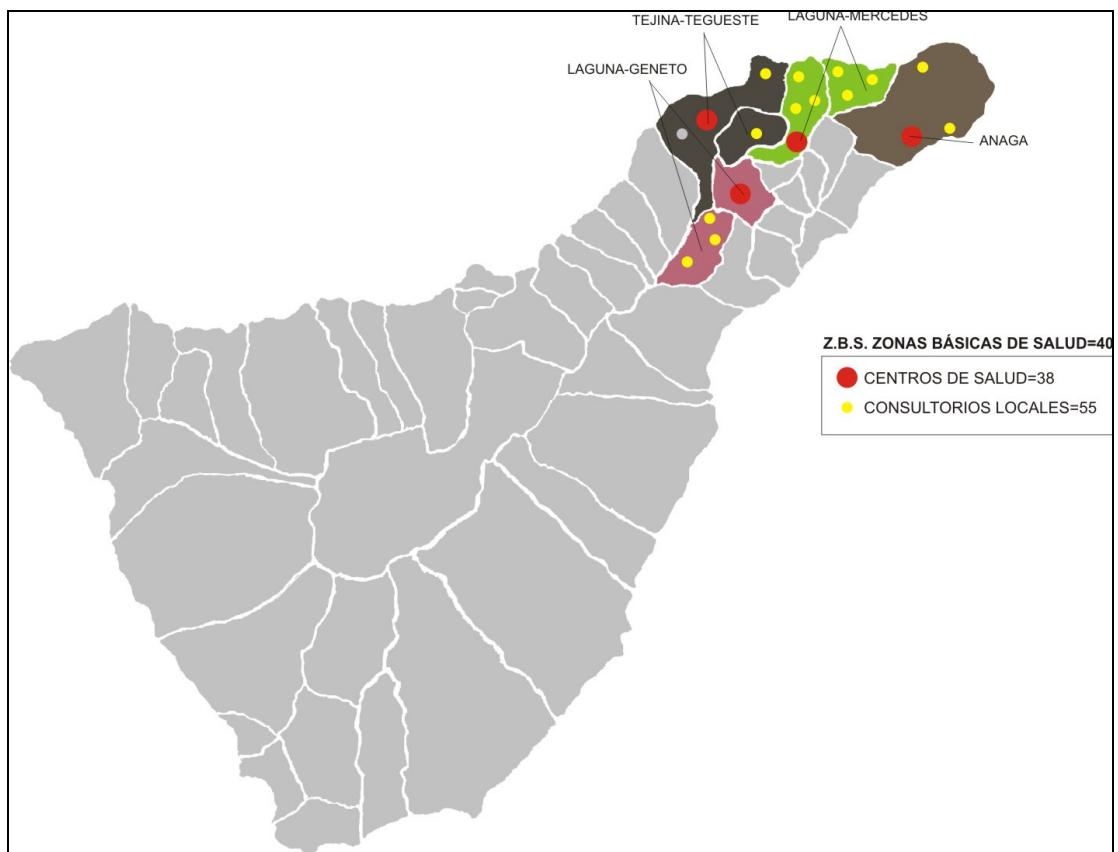 TEJINA-TEGUESTE
LAGUNA-MERCEDES
LAGUNA-GENETO
ANAGA
Z.B.S. ZONAS BÁSICAS DE SALUD=40
CENTROS DE SALUD=38
CONSULTORIOS LOCALES=55